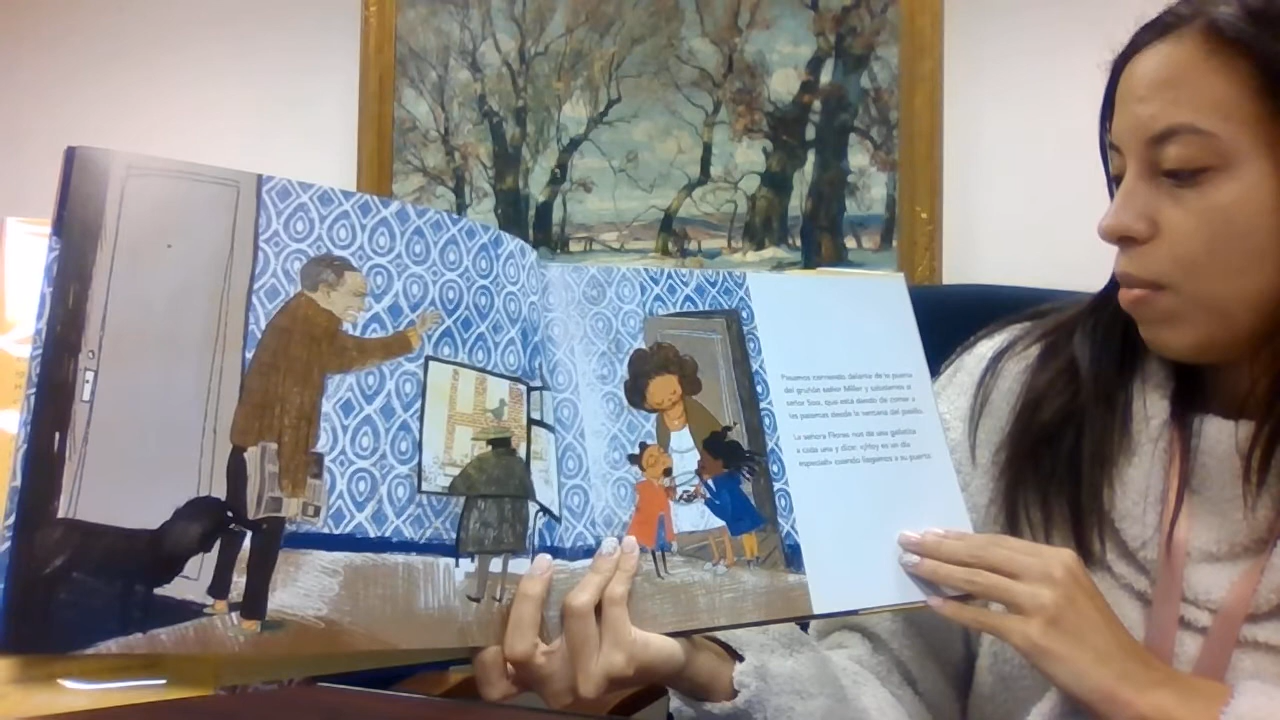 Pasamos corriendo delante de la puerta
del gruñón señor Miller y saludamos al
señor Sosa, que está dando de comer a
las palomas desde la ventana del pasillo.
La señora Flores nos da una galletita
a cada una y dice: «¡Hoy es un día
especial!» cuando llegamos a su puerta.